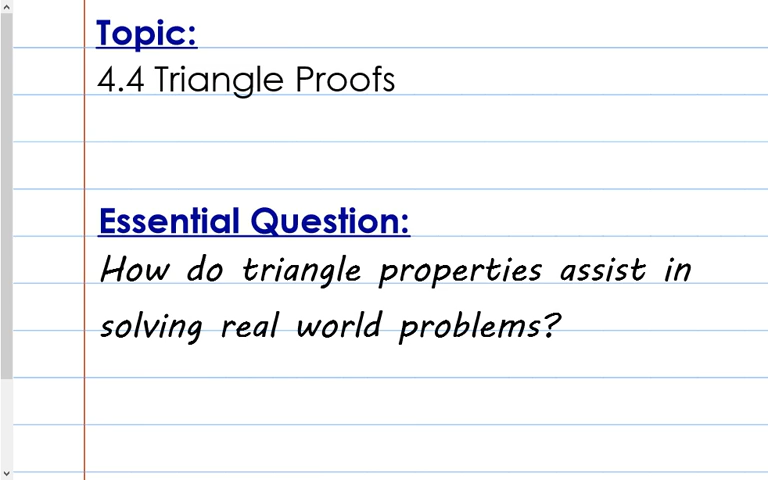 Topic:
4.4 Triangle Proofs
Essential Question:
How do triangle properties assist in
solving real world problems?